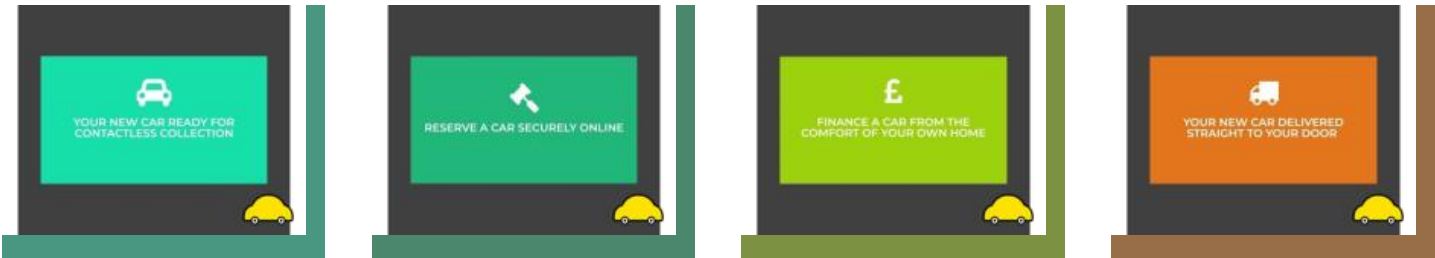 YOUR NEW CAR READY FOR
CONTACTLESS COLLECTION
RESERVE A CAR SECURELY ONLINE
£
FINANCE A CAR FROM THE
COMFORT OF YOUR OWN HOME
YOUR NEW CAR DELIVERED
STRAIGHT TO YOUR DOOR